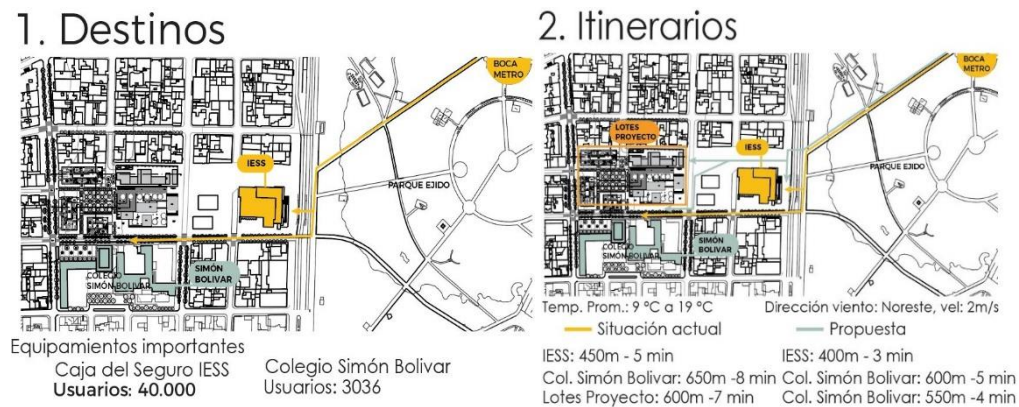 1. Destinos
BOCA
METRO
IESS
PARQUE EJIDO
SIMÓN
BOLIVAR
COLEGIO
SIMÓN BOLIVAR
Equipamientos importantes
Caja del Seguro IESS
Usuarios: 40.000
Colegio Simón Bolivar
Usuarios: 3036
2. Itinerarios
BOCA
METRO
LOTES
PROYECTO
IESS
PARQUE EJIDO
SIMÓN
BOLIVAR
COLEGIO
SIMÓN BOLIVAR
Temp. Prom.: 9 °C a 19 °C
Dirección viento: Noreste, vel: 2m/s
Situación actual
Propuesta
IESS: 450m - 5 min
Col. Simón Bolivar: 650m -8 min
Lotes Proyecto: 600m -7 min
IESS: 400m - 3 min
Col. Simón Bolivar: 600m -5 min
Col. Simón Bolivar: 550m -4 min